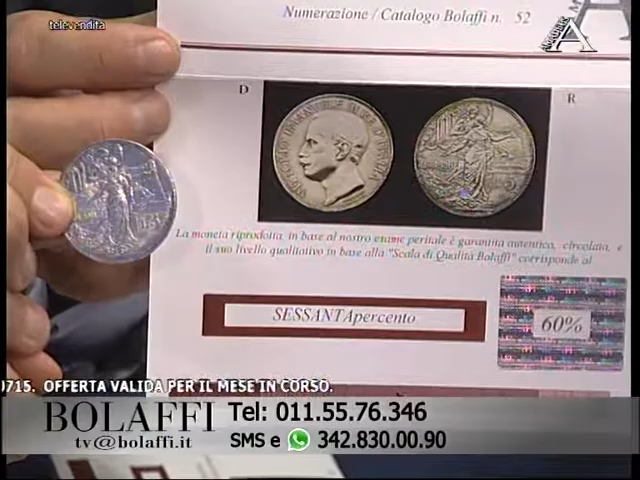 televendita
Numerazione / Catalogo Bolaffi n. 52
A
D
R
La moneta riprodotta, in base al nostro esame peritale è garantita autentica, circolata, e
il suo livello qualitativo in base alla "Scala di Qualità Bolaffi" corrisponde al
SESSANTApercento
60%
0715. OFFERTA VALIDA PER IL MESE IN CORSO.
BOLAFFI
tv@bolaffi.it
Tel: 011.55.76.346
SMS e 342.830.00.90